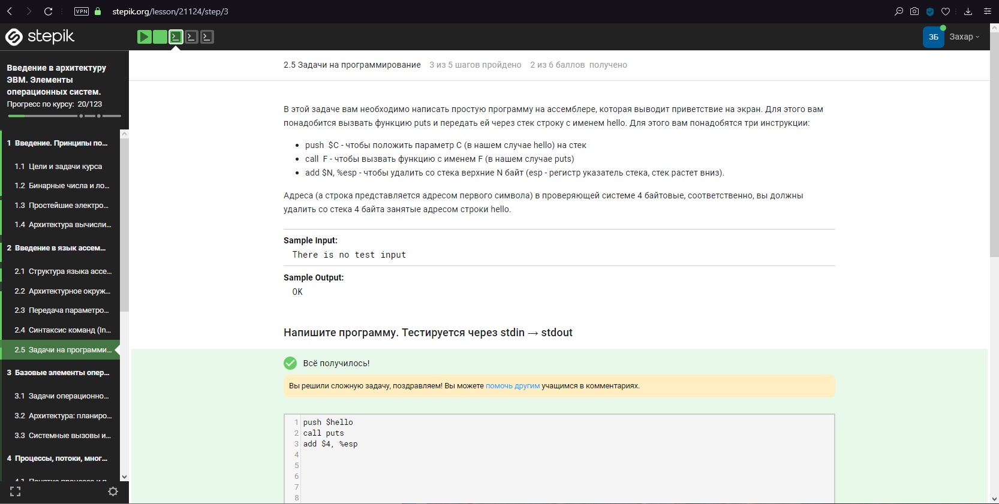 VPN stepik.org/lesson/21124/step/3
stepik
ЗБ Захар
Введение в архитектуру
ЭВМ. Элементы
операционных систем.
Прогресс по курсу: 20/123
1 Введение. Принципы по...
1.1 Цели и задачи курса
1.2 Бинарные числа и ло...
1.3 Простейшие электро...
1.4 Архитектура вычисли...
2 Введение в язык ассем...
2.1 Структура языка ассе...
2.2 Архитектурное окруж...
2.3 Передача параметро...
2.4 Синтаксис команд (In...
2.5 Задачи на программи...
3 Базовые элементы опер...
3.1 Задачи операционно...
3.2 Архитектура: планиро...
3.3 Системные вызовы и...
4 Процессы, потоки, мног...
2.5 Задачи на программирование 3 из 5 шагов пройдено 2 из 6 баллов получено
В этой задаче вам необходимо написать простую программу на ассемблере, которая выводит приветствие на экран. Для этого вам
понадобится вызвать функцию puts и передать ей через стек строку с именем hello. Для этого вам понадобятся три инструкции:
• push $C - чтобы положить параметр C (в нашем случае hello) на стек
• call F - чтобы вызвать функцию с именем F (в нашем случае puts)
• add $N, %esp - чтобы удалить со стека верхние N байт (esp - регистр указатель стека, стек растет вниз).
Адреса (а строка представляется адресом первого символа) в проверяющей системе 4 байтовые, соответственно, вы должны
удалить со стека 4 байта занятые адресом строки hello.
Sample Input:
There is no test input
Sample Output:
OK
Напишите программу. Тестируется через stdin → stdout
Всё получилось!
Вы решили сложную задачу, поздравляем! Вы можете помочь другим учащимся в комментариях.
1 push $hello
2 call puts
3 add $4, %esp
4
5
6
7
8